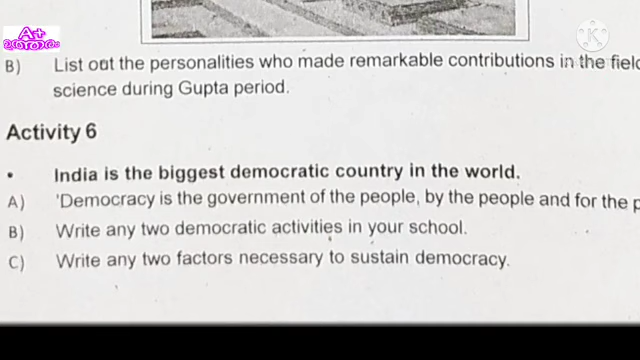 A+
B) List out the personalities who made remarkable contributions in the field
science during Gupta period.
Activity 6
• India is the biggest democratic country in the world.
A) 'Democracy is the government of the people, by the people and for the p
B) Write any two democratic activities in your school.
C) Write any two factors necessary to sustain democracy.